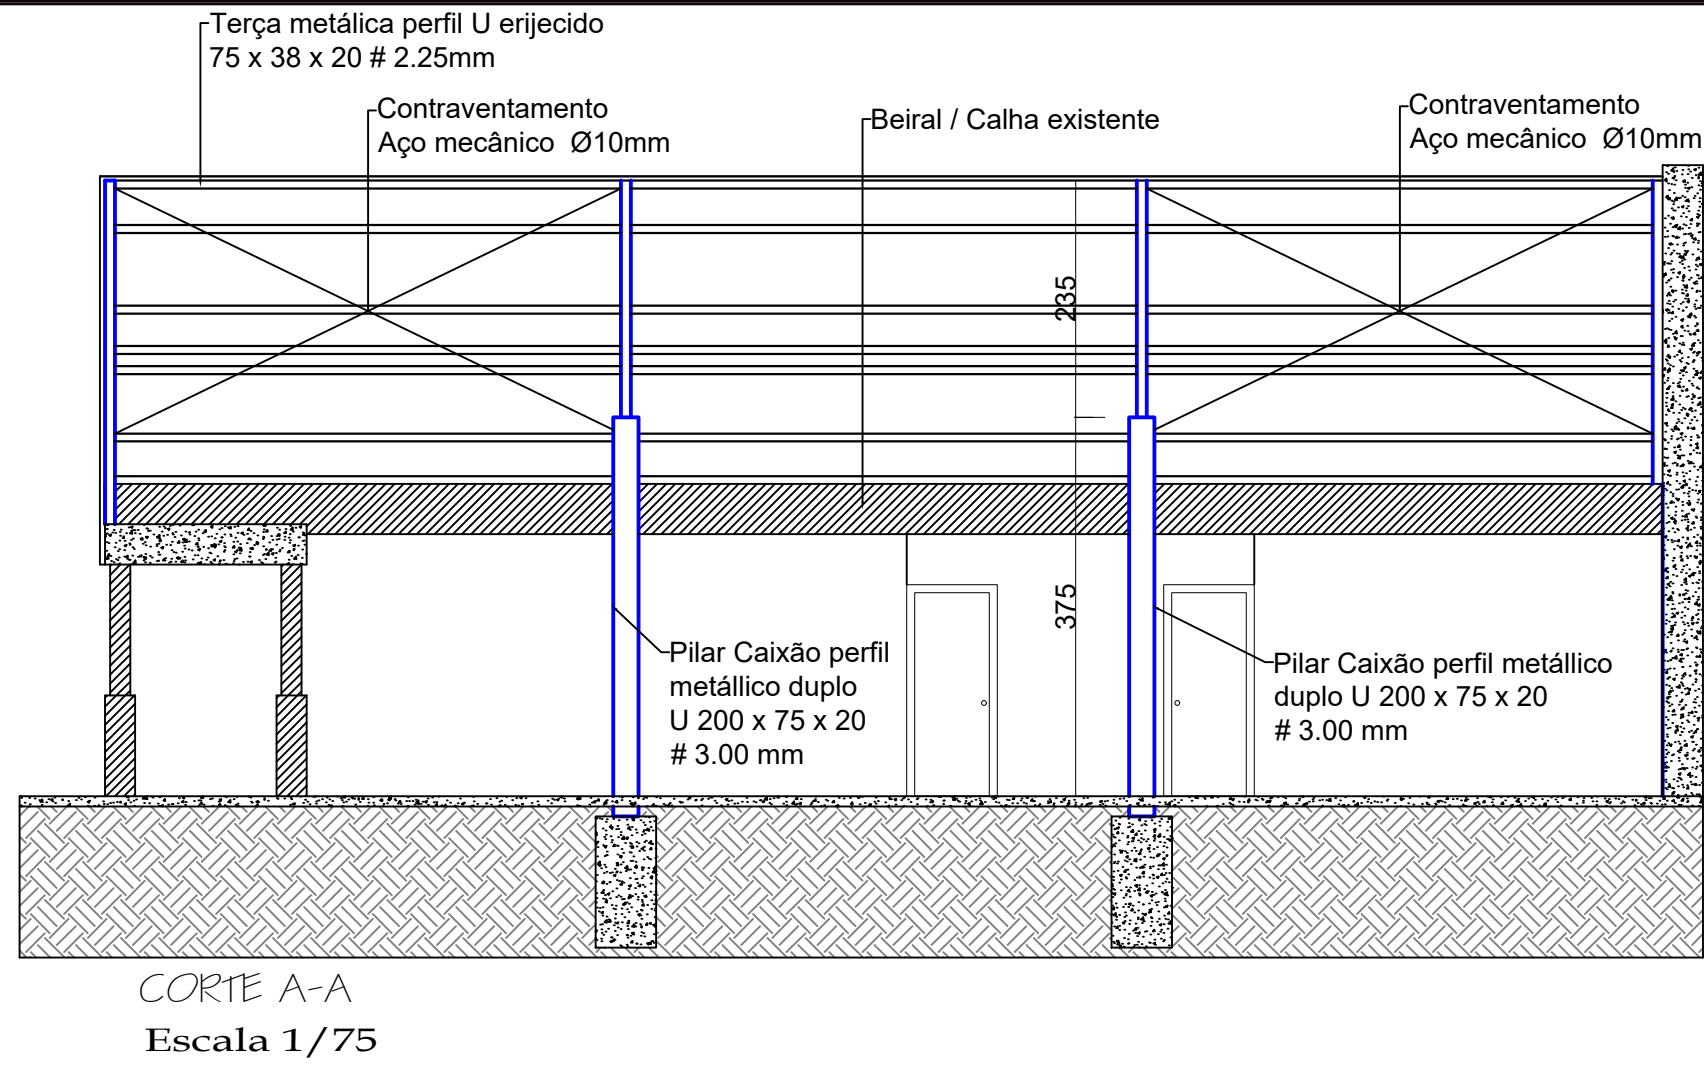 Terça metálica perfil U erijecido
75 x 38 x 20 # 2.25mm
Contraventamento
Aço mecânico Ø10mm
Beiral / Calha existente
Contraventamento
Aço mecânico Ø10mm
235
375
Pilar Caixão perfil
metállico duplo
U 200 x 75 x 20
# 3.00 mm
Pilar Caixão perfil metállico
duplo U 200 x 75 x 20
# 3.00 mm
CORTE A-A
Escala 1/75